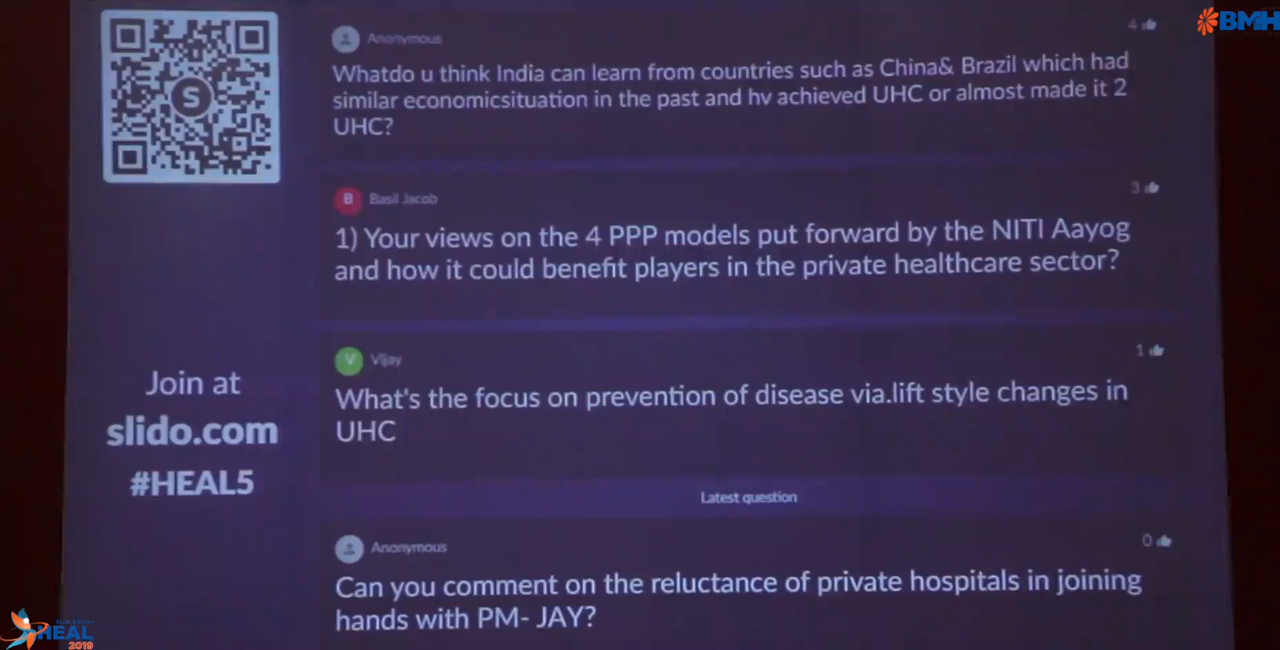 BMH
S
Anonymous
4
Whatdo u think India can learn from countries such as China& Brazil which had
similar economicsituation in the past and hv achieved UHC or almost made it 2
UHC?
B Basil Jacob
3
1) Your views on the 4 PPP models put forward by the NITI Aayog
and how it could benefit players in the private healthcare sector?
V Vijay
1
What's the focus on prevention of disease via.lift style changes in
UHC
Join at
slido.com
#HEAL5
Latest question
Anonymous
0
Can you comment on the reluctance of private hospitals in joining
hands with PM- JAY?
HEAL
2019